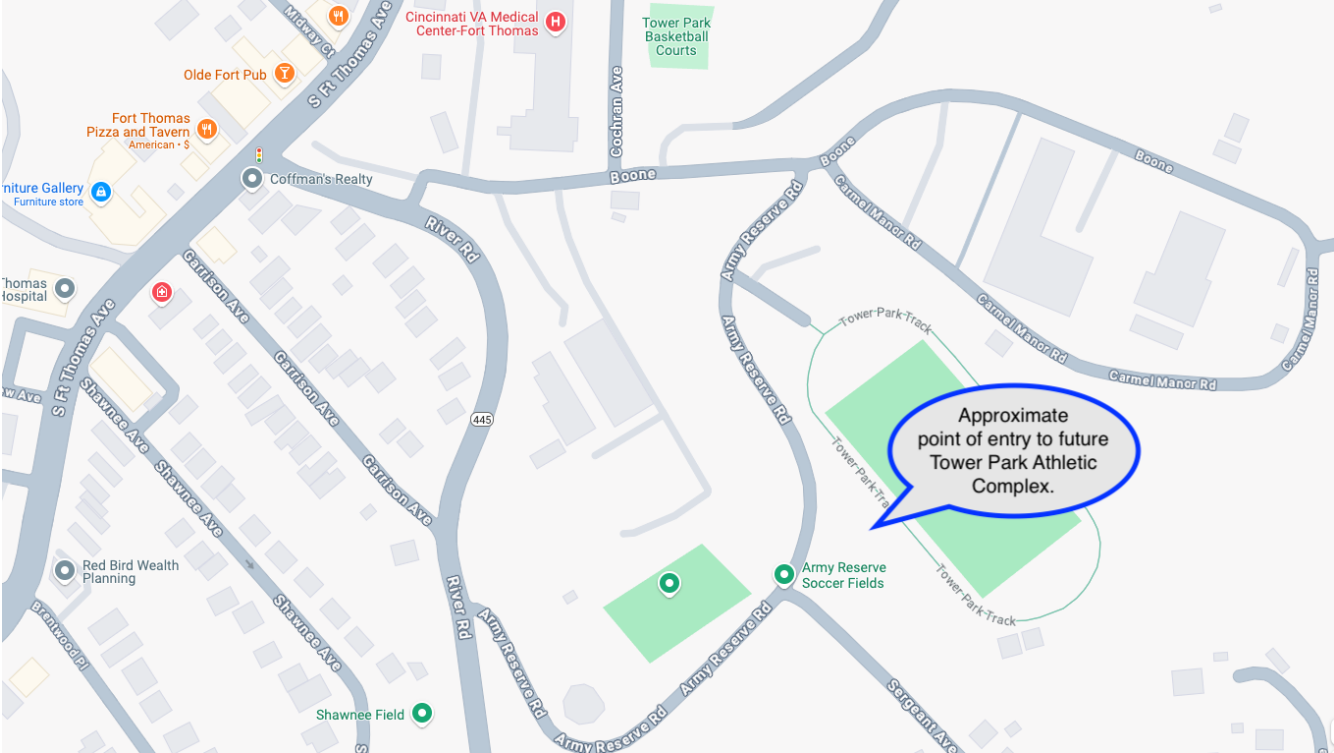 Midway Ct
S Ft Thomas Ave
Cincinnati VA Medical
Center-Fort Thomas
H
Tower Park
Basketball
Courts
Olde Fort Pub
S Ft Thomas Ave
Cochran Ave
Fort Thomas
Pizza and Tavern
American • $
Coffman's Realty
Boone
Boone
Boone
rniture Gallery
Furniture store
River Rd
Army Reserve Rd
Carmel Manor Rd
Garrison Ave
Thomas
Hospital
Carmel Manor Rd
Tower Park Track
Army Reserve Rd
Carmel Manor Rd
Carmel Manor Rd
S Ft Thomas Ave
Garrison Ave
w Ave
Shawnee Ave
445
Approximate
point of entry to future
Tower Park Athletic
Complex.
Tower Park Tra
Shawnee Ave
Garrison Ave
Red Bird Wealth
Planning
Army Reserve
Soccer Fields
Tower Park Track
River Rd
Brentwood Pl
Shawnee Ave
Army Reserve Rd
Army Reserve Rd
Sergeant Ave
Shawnee Field
Army Reserve Rd
S